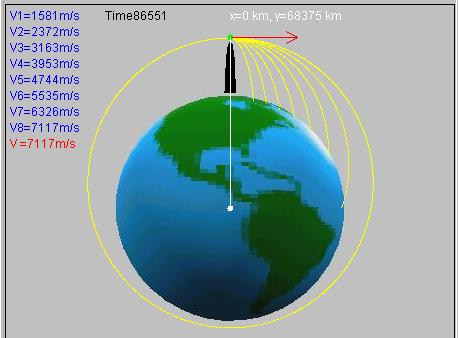 V1=1581m/s
Time86551
x=0 km, y=68375 km
V2=2372m/s
V3=3163m/s
V4=3953m/s
V5=4744m/s
V6=5535m/s
V7=6326m/s
V8=7117m/s
V =7117m/s